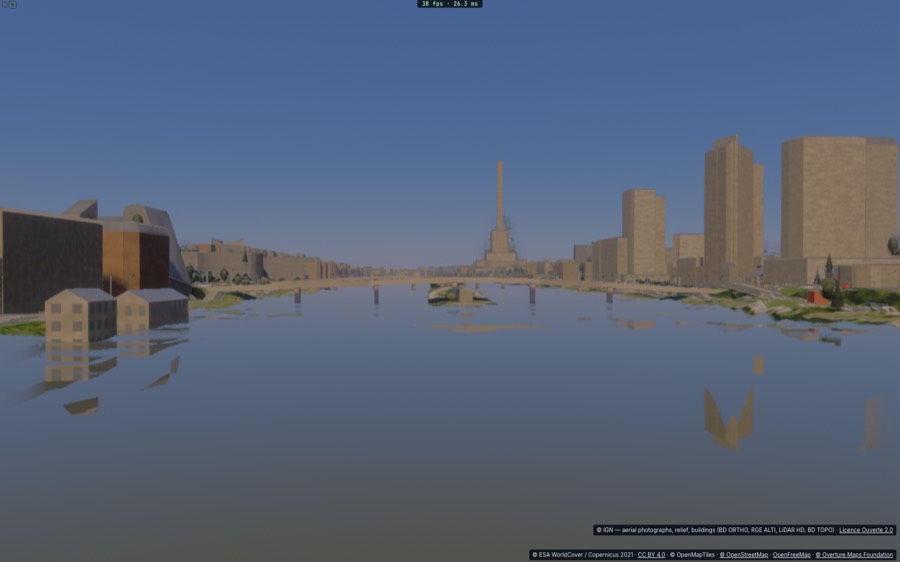 38 fps · 26.3 ms
© IGN — aerial photographs, relief, buildings (BD ORTHO, RGE ALTI, LiDAR HD, BD TOPO) · Licence Ouverte 2.0
© ESA WorldCover / Copernicus 2021 · CC BY 4.0 · © OpenMapTiles · © OpenStreetMap · OpenFreeMap · © Overture Maps Foundation